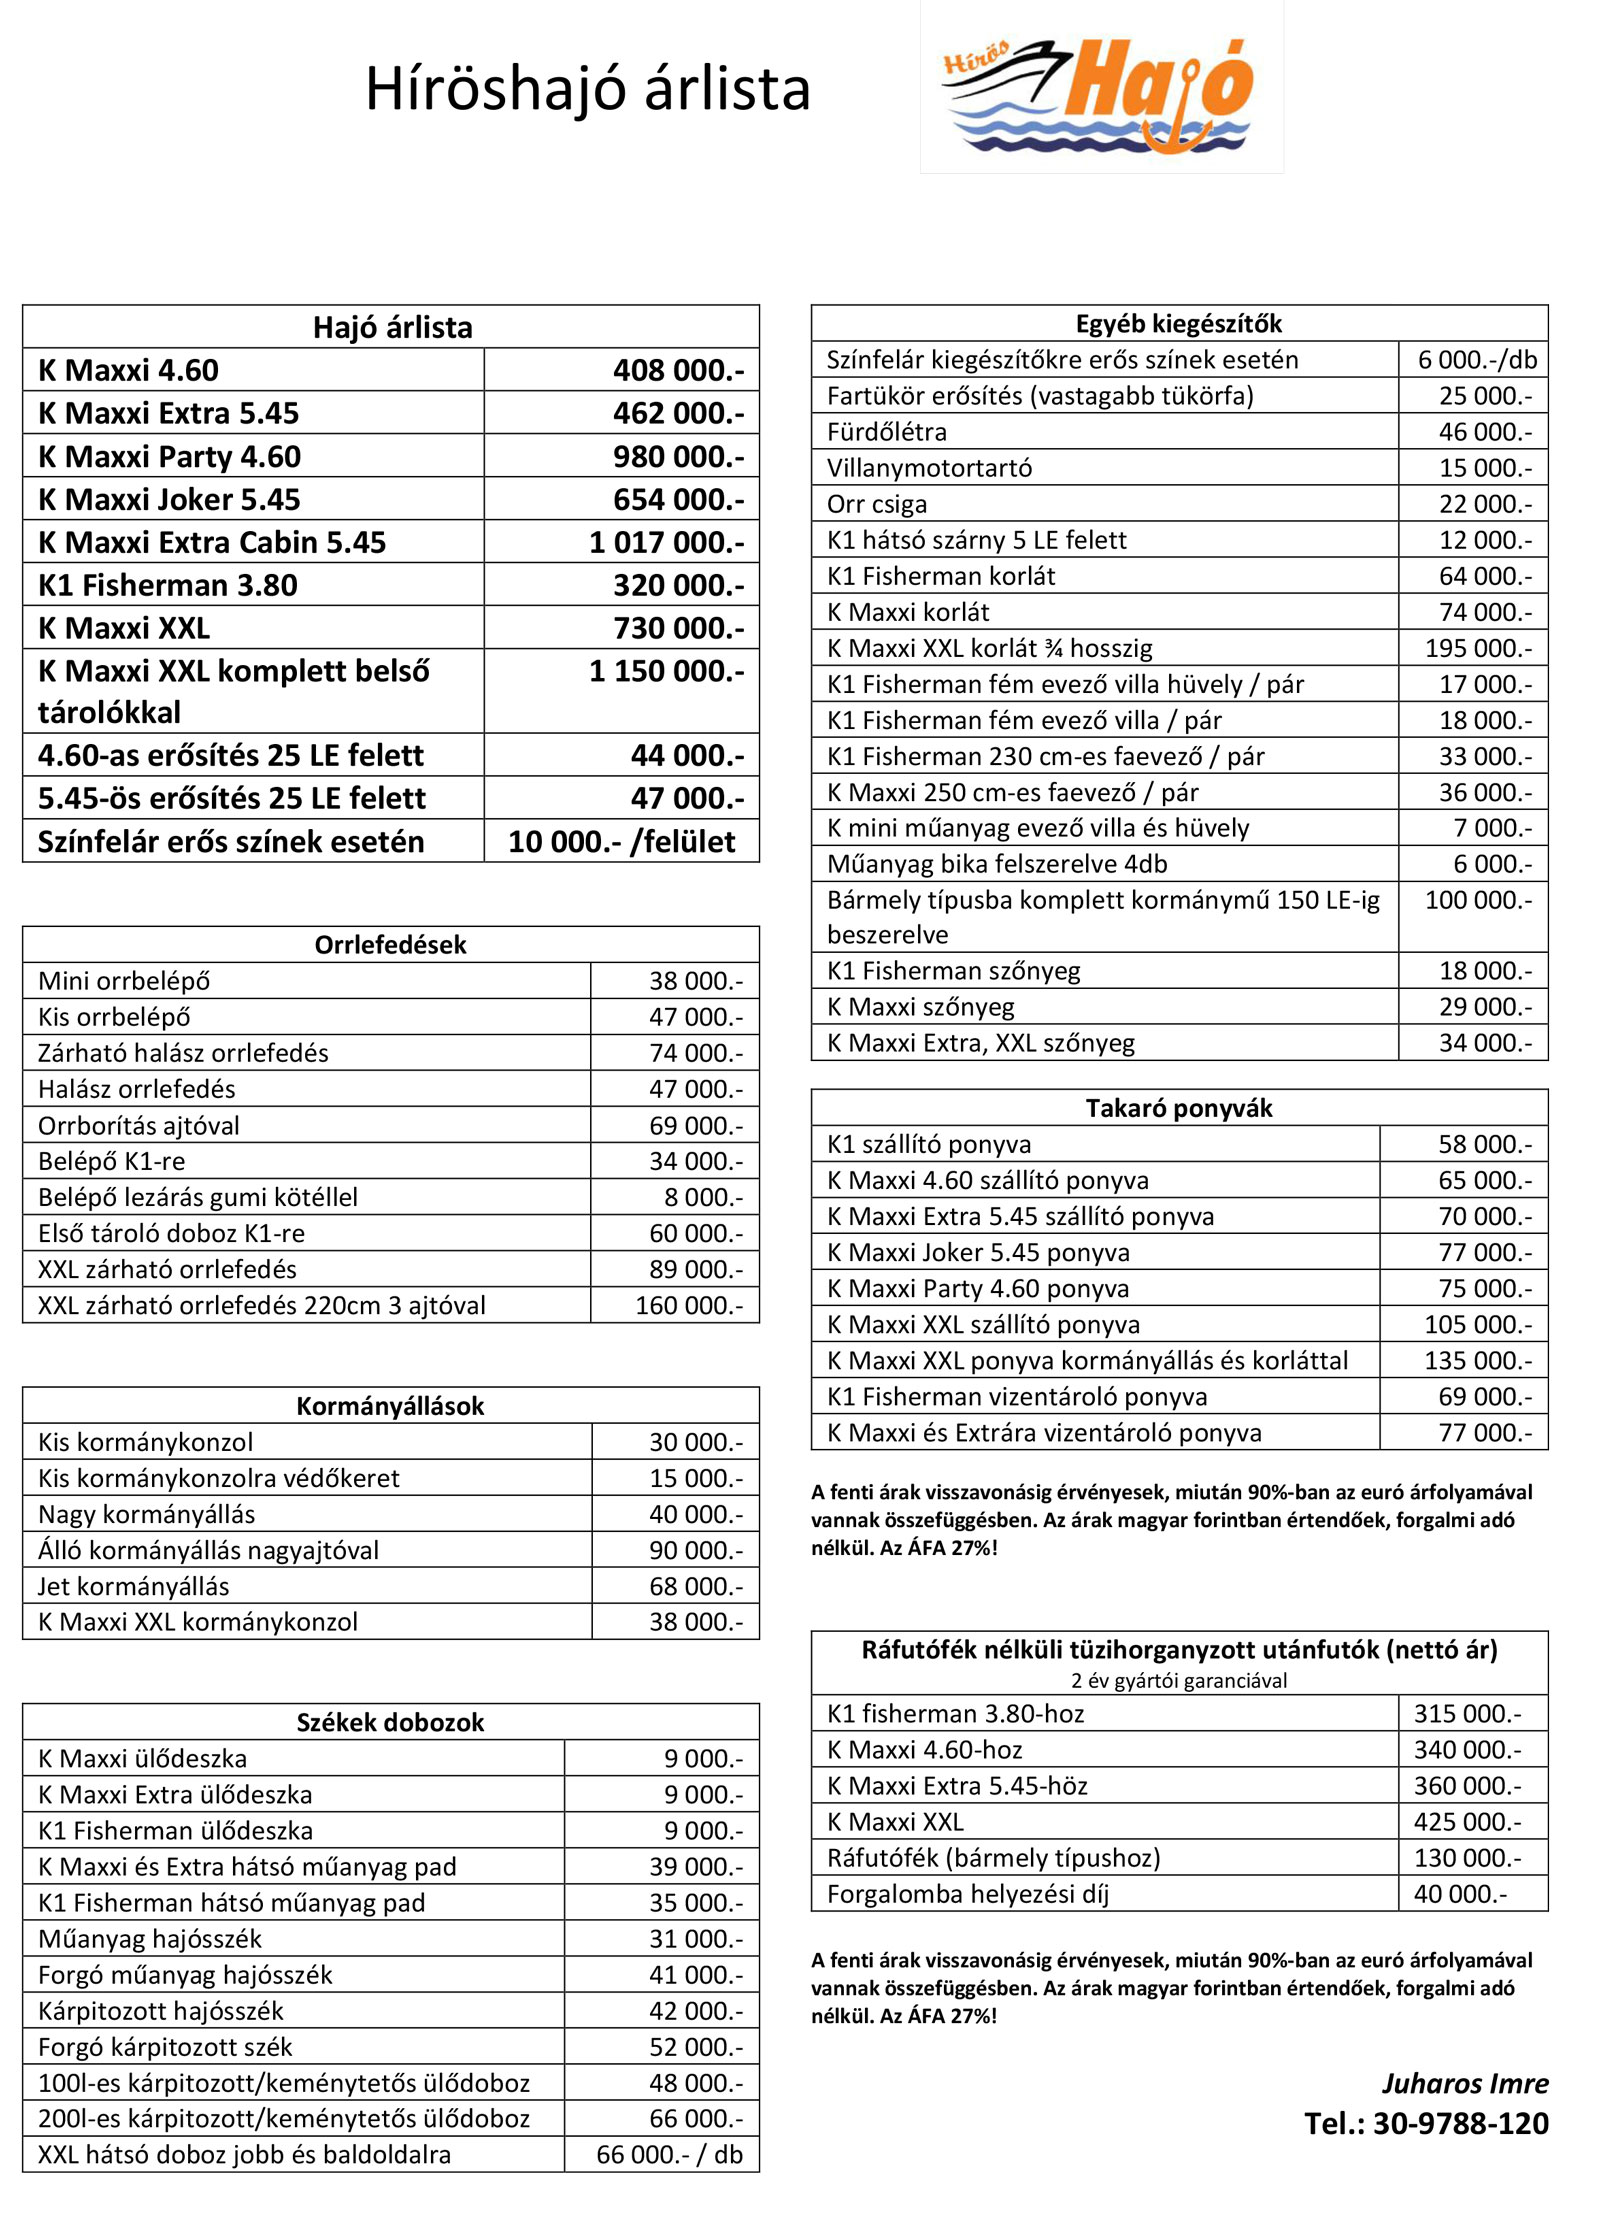 Híröshajó árlista
Hírös Hajó
Hajó árlista
K Maxxi 4.60 408 000.-
K Maxxi Extra 5.45 462 000.-
K Maxxi Party 4.60 980 000.-
K Maxxi Joker 5.45 654 000.-
K Maxxi Extra Cabin 5.45 1 017 000.-
K1 Fisherman 3.80 320 000.-
K Maxxi XXL 730 000.-
K Maxxi XXL komplett belső 1 150 000.-
tárolókkal
4.60-as erősítés 25 LE felett 44 000.-
5.45-ös erősítés 25 LE felett 47 000.-
Színfelár erős színek esetén 10 000.- /felület
Orrlefedések
Mini orrbelépő 38 000.-
Kis orrbelépő 47 000.-
Zárható halász orrlefedés 74 000.-
Halász orrlefedés 47 000.-
Orrborítás ajtóval 69 000.-
Belépő K1-re 34 000.-
Belépő lezárás gumi kötéllel 8 000.-
Első tároló doboz K1-re 60 000.-
XXL zárható orrlefedés 89 000.-
XXL zárható orrlefedés 220cm 3 ajtóval 160 000.-
Kormányállások
Kis kormánykonzol 30 000.-
Kis kormánykonzolra védőkeret 15 000.-
Nagy kormányállás 40 000.-
Álló kormányállás nagyajtóval 90 000.-
Jet kormányállás 68 000.-
K Maxxi XXL kormánykonzol 38 000.-
Székek dobozok
K Maxxi ülődeszka 9 000.-
K Maxxi Extra ülődeszka 9 000.-
K1 Fisherman ülődeszka 9 000.-
K Maxxi és Extra hátsó műanyag pad 39 000.-
K1 Fisherman hátsó műanyag pad 35 000.-
Műanyag hajósszék 31 000.-
Forgó műanyag hajósszék 41 000.-
Kárpitozott hajósszék 42 000.-
Forgó kárpitozott szék 52 000.-
100l-es kárpitozott/keménytetős ülődoboz 48 000.-
200l-es kárpitozott/keménytetős ülődoboz 66 000.-
XXL hátsó doboz jobb és baldoldalra 66 000.- / db
Egyéb kiegészítők
Színfelár kiegészítőkre erős színek esetén 6 000.-/db
Fartükör erősítés (vastagabb tükörfa) 25 000.-
Fürdőlétra 46 000.-
Villanymotortartó 15 000.-
Orr csiga 22 000.-
K1 hátsó szárny 5 LE felett 12 000.-
K1 Fisherman korlát 64 000.-
K Maxxi korlát 74 000.-
K Maxxi XXL korlát ¾ hosszig 195 000.-
K1 Fisherman fém evező villa hüvely / pár 17 000.-
K1 Fisherman fém evező villa / pár 18 000.-
K1 Fisherman 230 cm-es faevező / pár 33 000.-
K Maxxi 250 cm-es faevező / pár 36 000.-
K mini műanyag evező villa és hüvely 7 000.-
Műanyag bika felszerelve 4db 6 000.-
Bármely típusba komplett kormánymű 150 LE-ig 100 000.-
beszerelve
K1 Fisherman szőnyeg 18 000.-
K Maxxi szőnyeg 29 000.-
K Maxxi Extra, XXL szőnyeg 34 000.-
Takaró ponyvák
K1 szállító ponyva 58 000.-
K Maxxi 4.60 szállító ponyva 65 000.-
K Maxxi Extra 5.45 szállító ponyva 70 000.-
K Maxxi Joker 5.45 ponyva 77 000.-
K Maxxi Party 4.60 ponyva 75 000.-
K Maxxi XXL szállító ponyva 105 000.-
K Maxxi XXL ponyva kormányállás és korláttal 135 000.-
K1 Fisherman vizentároló ponyva 69 000.-
K Maxxi és Extrára vizentároló ponyva 77 000.-
A fenti árak visszavonásig érvényesek, miután 90%-ban az euró árfolyamával
vannak összefüggésben. Az árak magyar forintban értendőek, forgalmi adó
nélkül. Az ÁFA 27%!
Ráfutófék nélküli tüzihorganyzott utánfutók (nettó ár)
2 év gyártói garanciával
K1 fisherman 3.80-hoz 315 000.-
K Maxxi 4.60-hoz 340 000.-
K Maxxi Extra 5.45-höz 360 000.-
K Maxxi XXL 425 000.-
Ráfutófék (bármely típushoz) 130 000.-
Forgalomba helyezési díj 40 000.-
A fenti árak visszavonásig érvényesek, miután 90%-ban az euró árfolyamával
vannak összefüggésben. Az árak magyar forintban értendőek, forgalmi adó
nélkül. Az ÁFA 27%!
Juharos Imre
Tel.: 30-9788-120